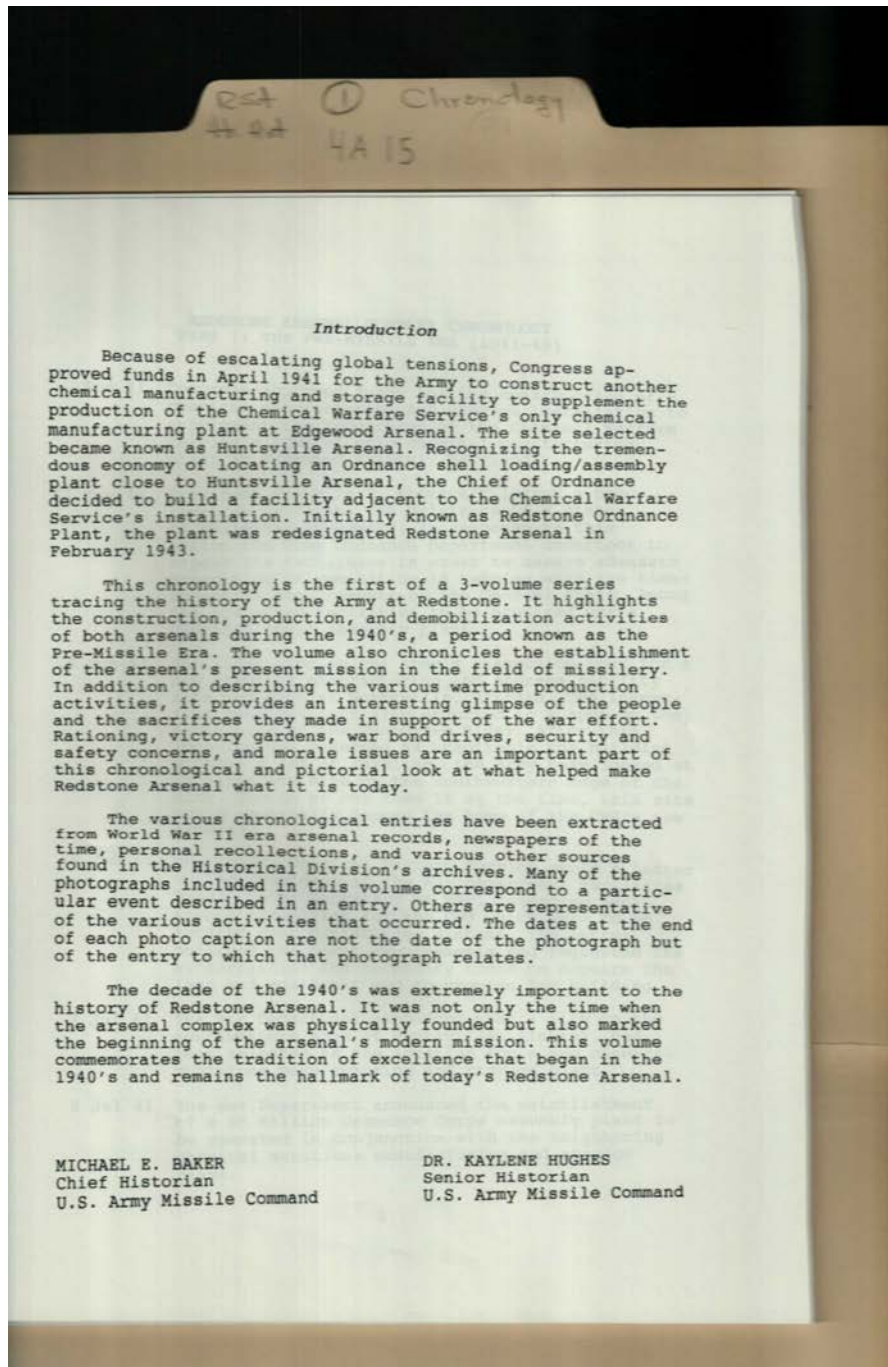 Rst ① Chronology
4A 15
Introduction
Because of escalating global tensions, Congress ap-
proved funds in April 1941 for the Army to construct another
chemical manufacturing and storage facility to supplement the
production of the Chemical Warfare Service's only chemical
manufacturing plant at Edgewood Arsenal. The site selected
became known as Huntsville Arsenal. Recognizing the tremen-
dous economy of locating an Ordnance shell loading/assembly
plant close to Huntsville Arsenal, the Chief of Ordnance
decided to build a facility adjacent to the Chemical Warfare
Service's installation. Initially known as Redstone Ordnance
Plant, the plant was redesignated Redstone Arsenal in
February 1943.
This chronology is the first of a 3-volume series
tracing the history of the Army at Redstone. It highlights
the construction, production, and demobilization activities
of both arsenals during the 1940's, a period known as the
Pre-Missile Era. The volume also chronicles the establishment
of the arsenal's present mission in the field of missilery.
In addition to describing the various wartime production
activities, it provides an interesting glimpse of the people
and the sacrifices they made in support of the war effort.
Rationing, victory gardens, war bond drives, security and
safety concerns, and morale issues are an important part of
this chronological and pictorial look at what helped make
Redstone Arsenal what it is today.
The various chronological entries have been extracted
from World War II era arsenal records, newspapers of the
time, personal recollections, and various other sources
found in the Historical Division's archives. Many of the
photographs included in this volume correspond to a partic-
ular event described in an entry. Others are representative
of the various activities that occurred. The dates at the end
of each photo caption are not the date of the photograph but
of the entry to which that photograph relates.
The decade of the 1940's was extremely important to the
history of Redstone Arsenal. It was not only the time when
the arsenal complex was physically founded but also marked
the beginning of the arsenal's modern mission. This volume
commemorates the tradition of excellence that began in the
1940's and remains the hallmark of today's Redstone Arsenal.
MICHAEL E. BAKER
Chief Historian
U.S. Army Missile Command
DR. KAYLENE HUGHES
Senior Historian
U.S. Army Missile Command